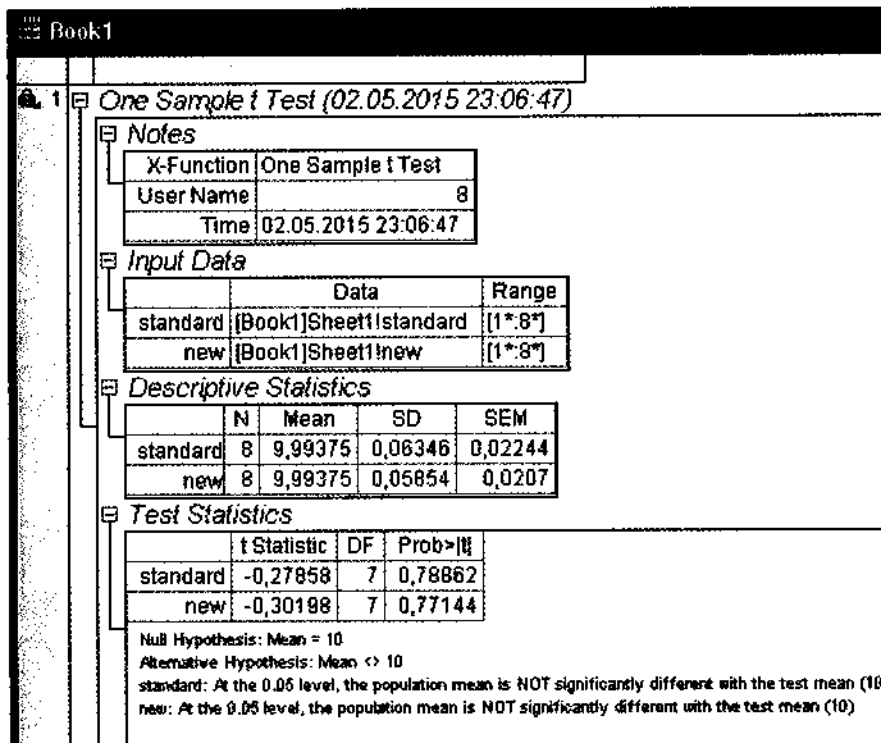 Book1
1 One Sample t Test (02.05.2015 23:06:47)
Notes
X-Function One Sample t Test
User Name 8
Time 02.05.2015 23:06:47
Input Data
Data Range
standard [Book1]Sheet1!standard [1*:8*]
new [Book1]Sheet1!new [1*:8*]
Descriptive Statistics
N Mean SD SEM
standard 8 9,99375 0,06346 0,02244
new 8 9,99375 0,05854 0,0207
Test Statistics
t Statistic DF Prob>|t|
standard -0,27858 7 0,78862
new -0,30198 7 0,77144
Null Hypothesis: Mean = 10
Alternative Hypothesis: Mean <> 10
standard: At the 0.05 level, the population mean is NOT significantly different with the test mean (10
new: At the 0.05 level, the population mean is NOT significantly different with the test mean (10)